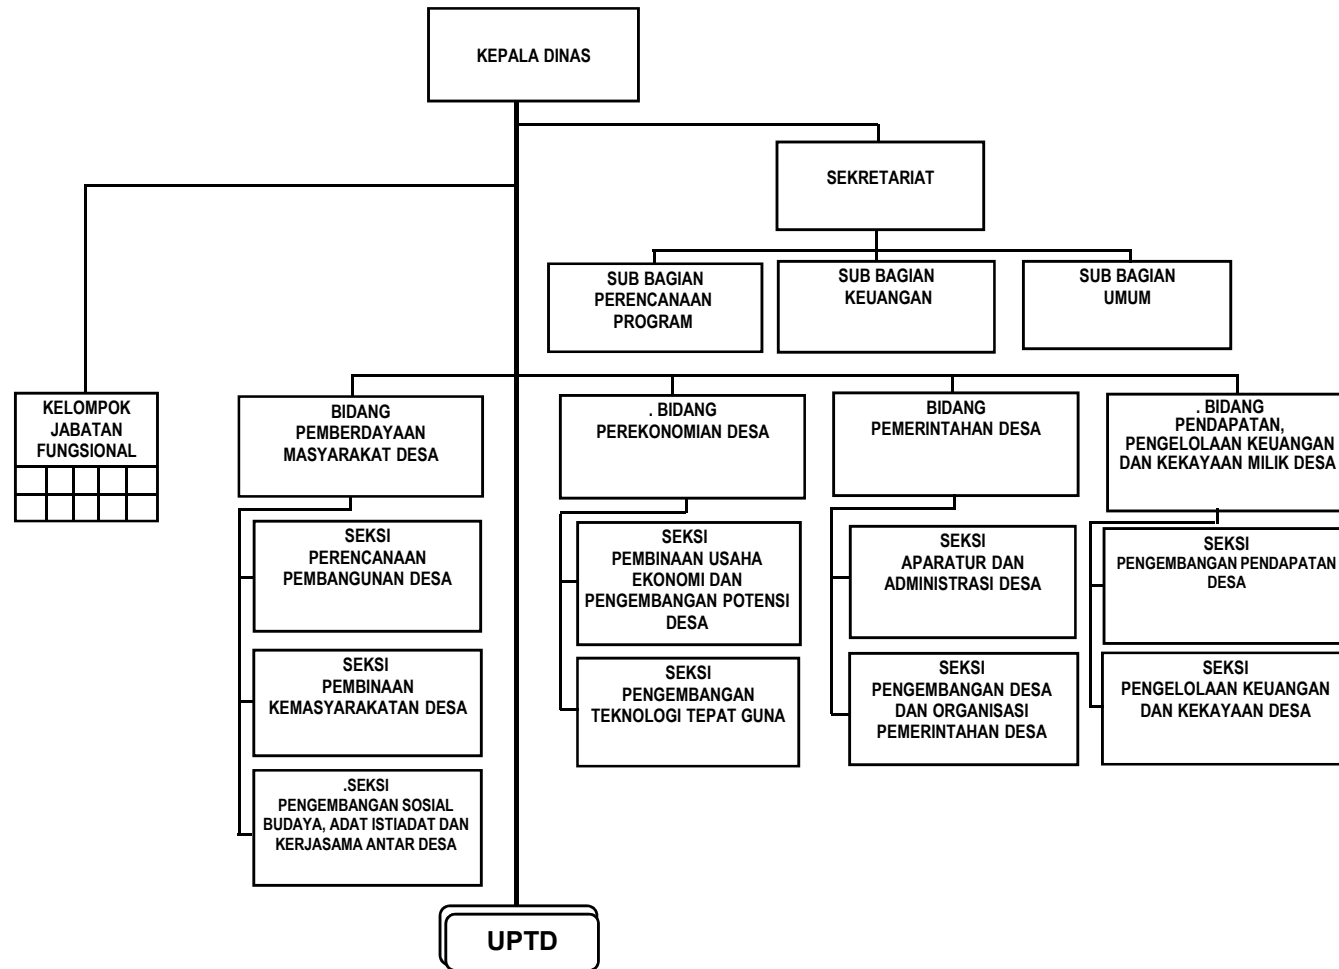 KEPALA DINAS
SEKRETARIAT
SUB BAGIAN
PERENCANAAN
PROGRAM
SUB BAGIAN
KEUANGAN
SUB BAGIAN
UMUM
KELOMPOK
JABATAN
FUNGSIONAL
BIDANG
PEMBERDAYAAN
MASYARAKAT DESA
. BIDANG
PEREKONOMIAN DESA
BIDANG
PEMERINTAHAN DESA
. BIDANG
PENDAPATAN,
PENGELOLAAN KEUANGAN
DAN KEKAYAAN MILIK DESA
SEKSI
PERENCANAAN
PEMBANGUNAN DESA
SEKSI
PEMBINAAN USAHA
EKONOMI DAN
PENGEMBANGAN POTENSI
DESA
SEKSI
APARATUR DAN
ADMINISTRASI DESA
SEKSI
PENGEMBANGAN PENDAPATAN
DESA
SEKSI
PEMBINAAN
KEMASYARAKATAN DESA
SEKSI
PENGEMBANGAN
TEKNOLOGI TEPAT GUNA
SEKSI
PENGEMBANGAN DESA
DAN ORGANISASI
PEMERINTAHAN DESA
SEKSI
PENGELOLAAN KEUANGAN
DAN KEKAYAAN DESA
.SEKSI
PENGEMBANGAN SOSIAL
BUDAYA, ADAT ISTIADAT DAN
KERJASAMA ANTAR DESA
UPTD